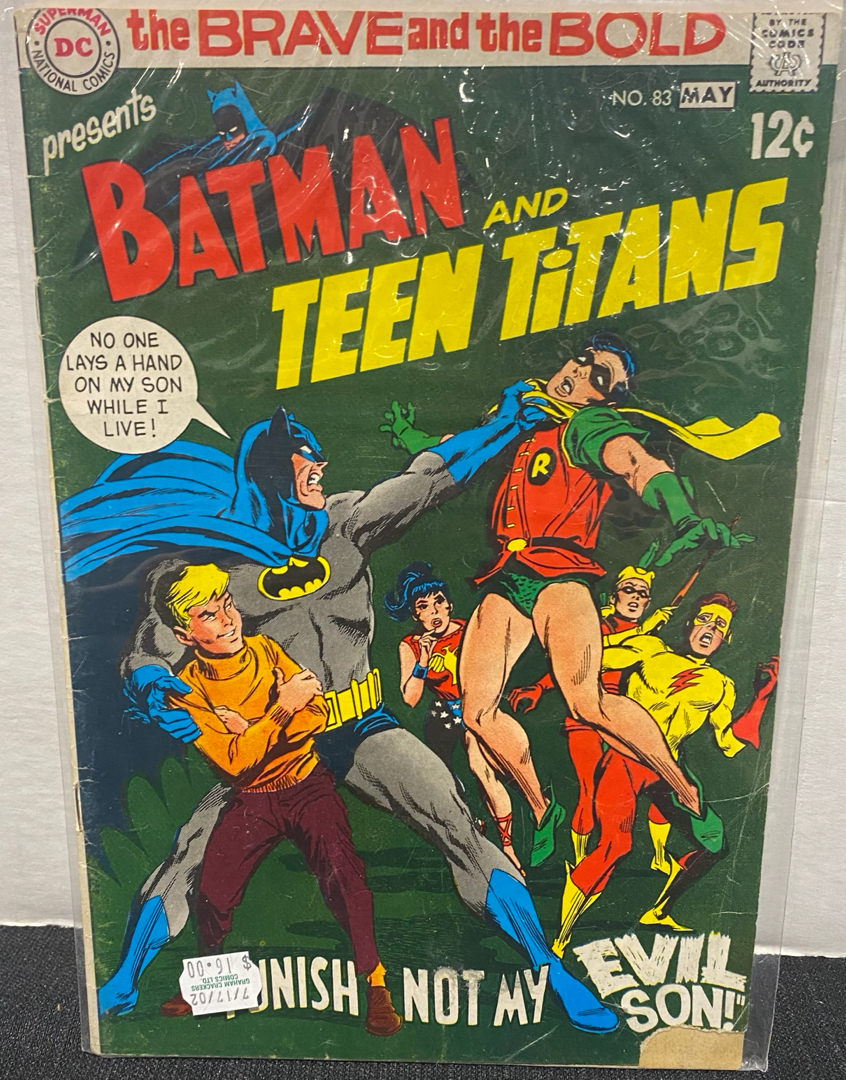 SUPERMAN
DC
NATIONAL COMICS
the BRAVE and the BOLD
BY THE
COMICS
CODE
AUTHORITY
NO. 83 MAY
12¢
presents
BATMAN
AND
TEEN TiTANS
NO ONE
LAYS A HAND
ON MY SON
WHILE I
LIVE!
R
UNISH NOT MY
EVIL
SON!"
7/17/02
GRAHAM CRACKERS
COMICS LTD.
$ 16.00